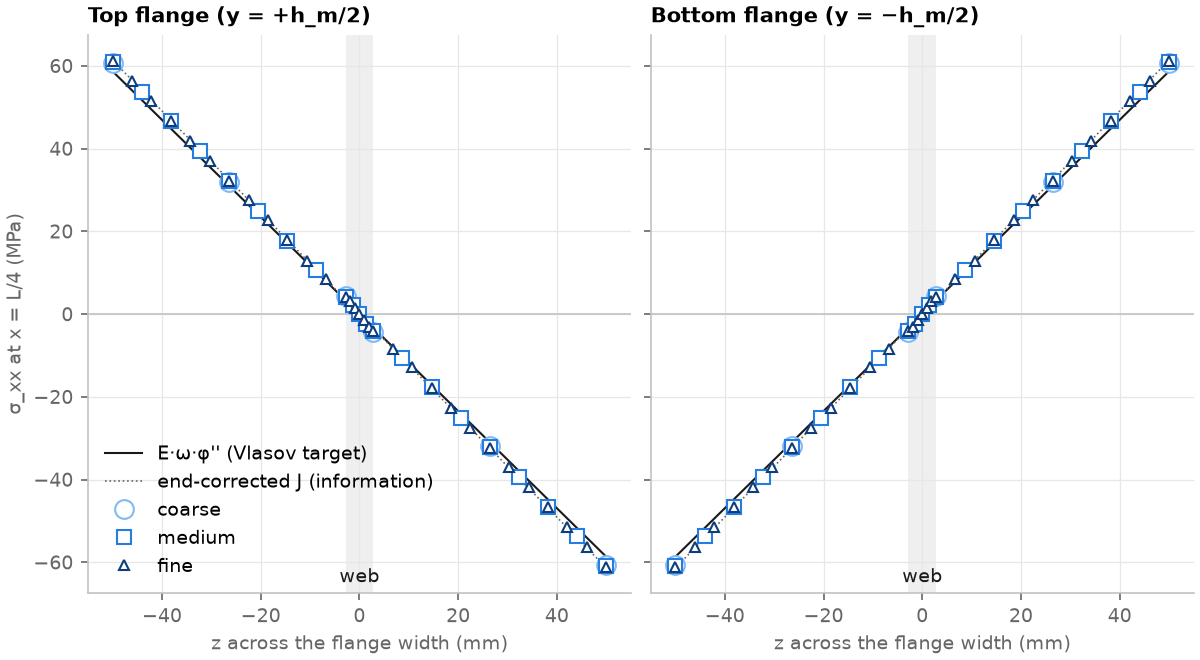 Top flange (y = +h_m/2)
Bottom flange (y = −h_m/2)
σ_xx at x = L/4 (MPa)
60
40
20
0
−20
−40
−60
E·ω·φ'' (Vlasov target)
end-corrected J (information)
coarse
medium
fine
web
web
−40
−20
0
20
40
−40
−20
0
20
40
z across the flange width (mm)
z across the flange width (mm)